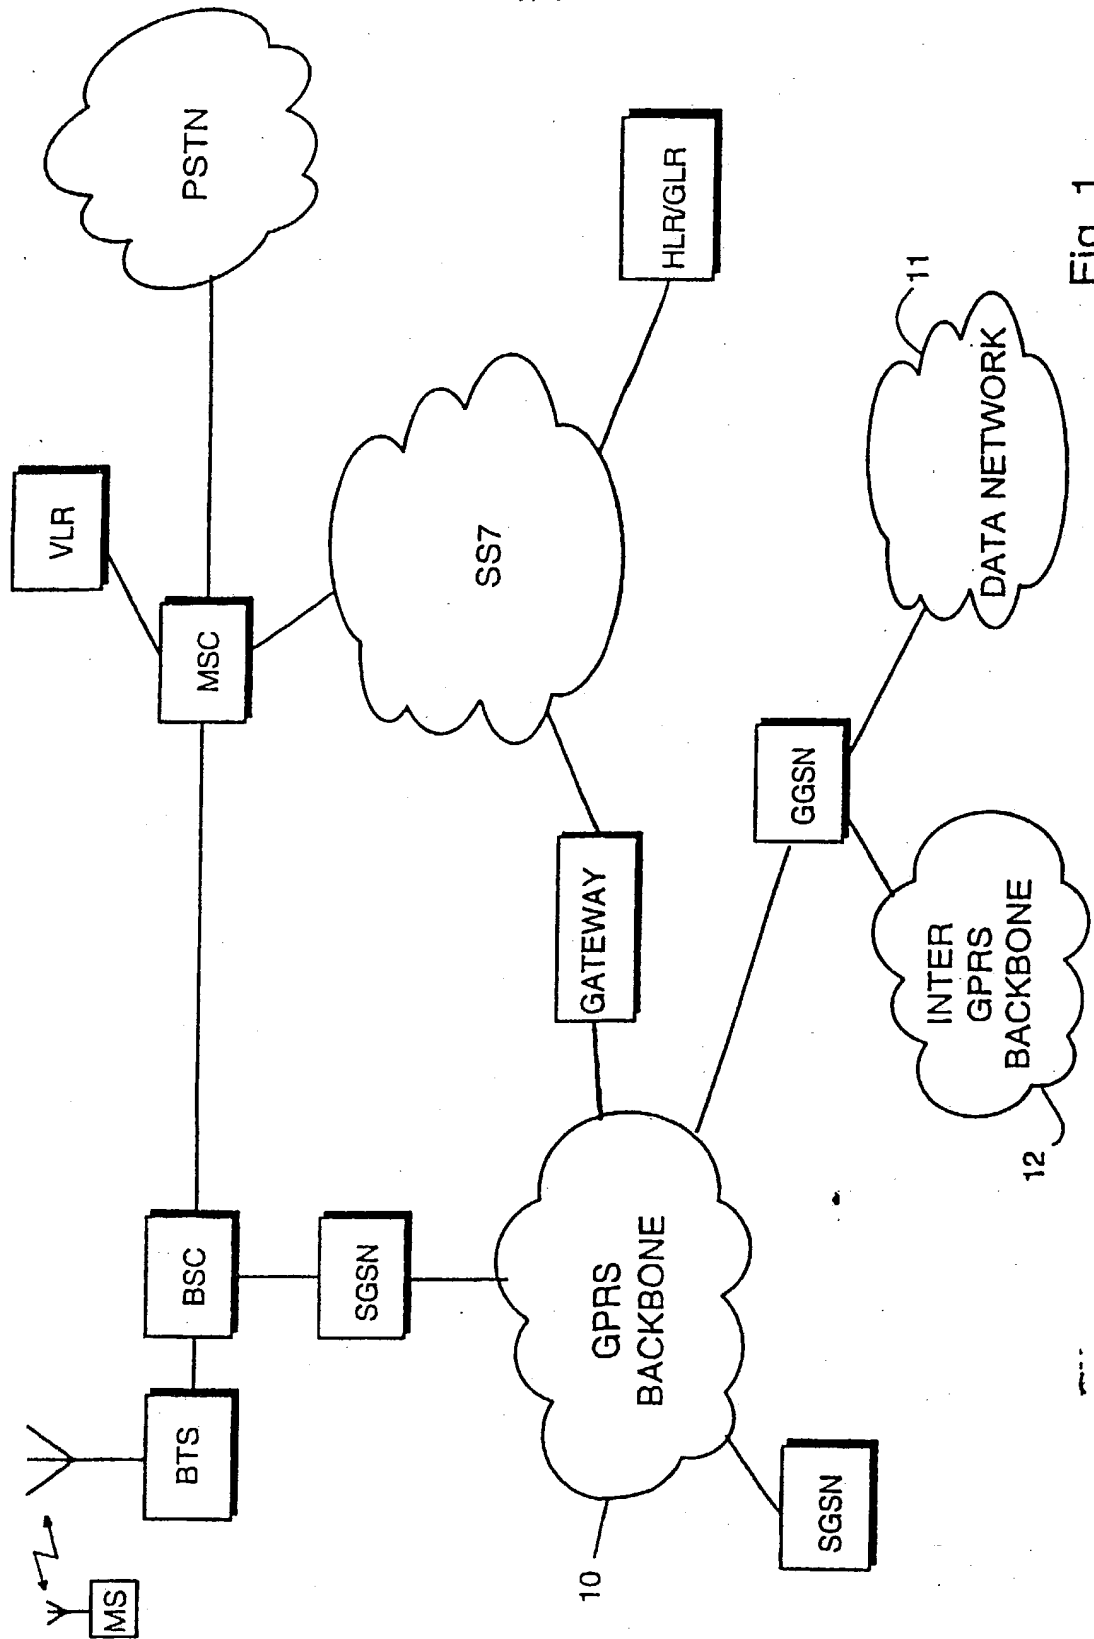 MS
BTS
BSC
MSC
VLR
PSTN
SGSN
SS7
GPRS
BACKBONE
10
GATEWAY
HLR/GLR
SGSN
GGSN
INTER
GPRS
BACKBONE
12
DATA NETWORK
11
Fig. 1